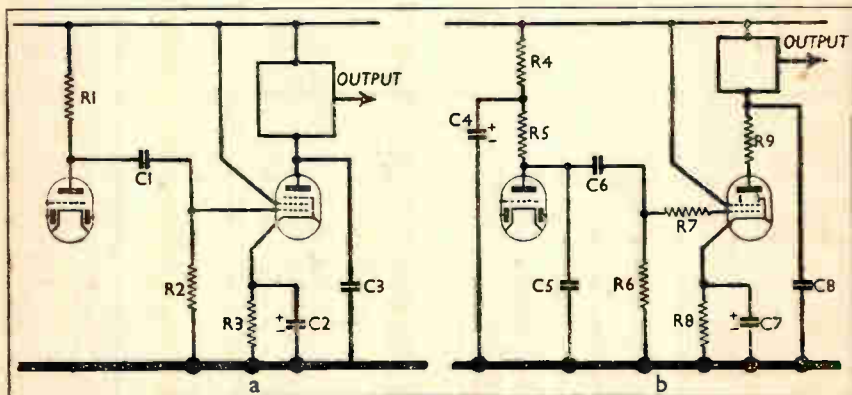 R1
C1
R2
R3
C2
C3
OUTPUT
a
R4
C4
+
-
R5
C6
R7
C5
R6
R8
+
-
C7
R9
C8
OUTPUT
b
+
-